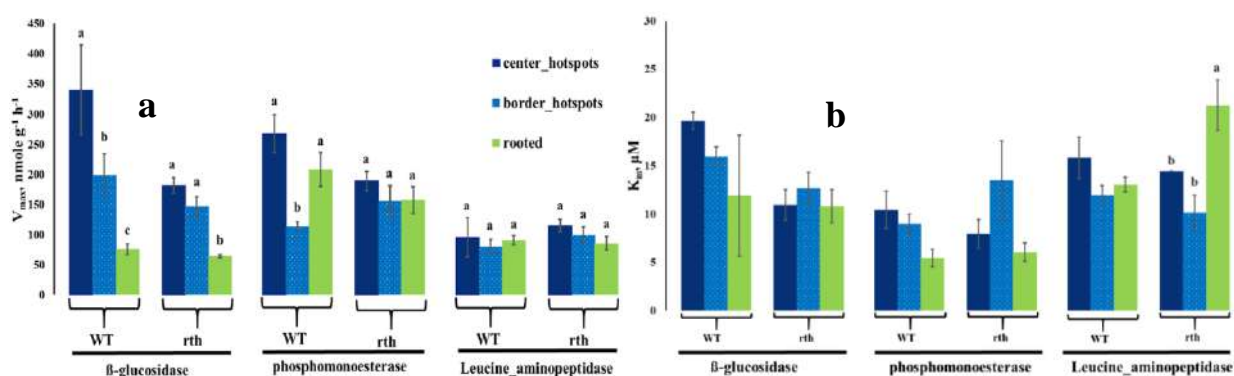 a
V_max, nmole g⁻¹ h⁻¹
450
400
350
300
250
200
150
100
50
0
a
b
c
a
a
b
a
b
a
a
a
a
a
a
a
a
a
a
center_hotspots
border_hotspots
rooted
WT
rth
WT
rth
WT
rth
ß-glucosidase
phosphomonoesterase
Leucine_aminopeptidase
b
K_m, µM
30
25
20
15
10
5
0
b
b
a
WT
rth
WT
rth
WT
rth
ß-glucosidase
phosphomonoesterase
Leucine_aminopeptidase